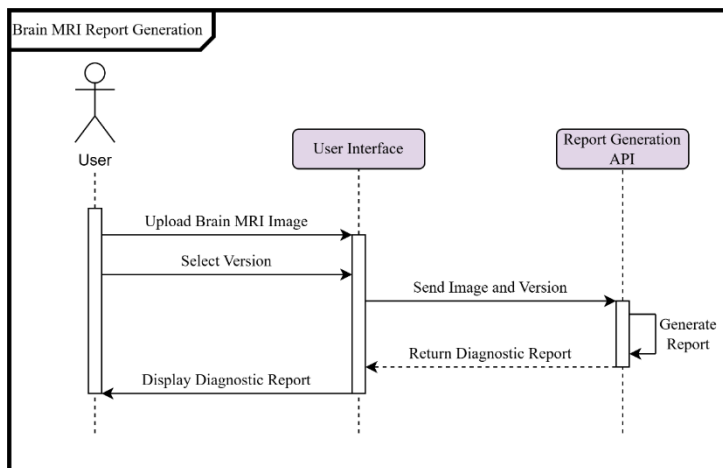 Brain MRI Report Generation
User
User Interface
Report Generation
API
Upload Brain MRI Image
Select Version
Send Image and Version
Generate
Report
Return Diagnostic Report
Display Diagnostic Report